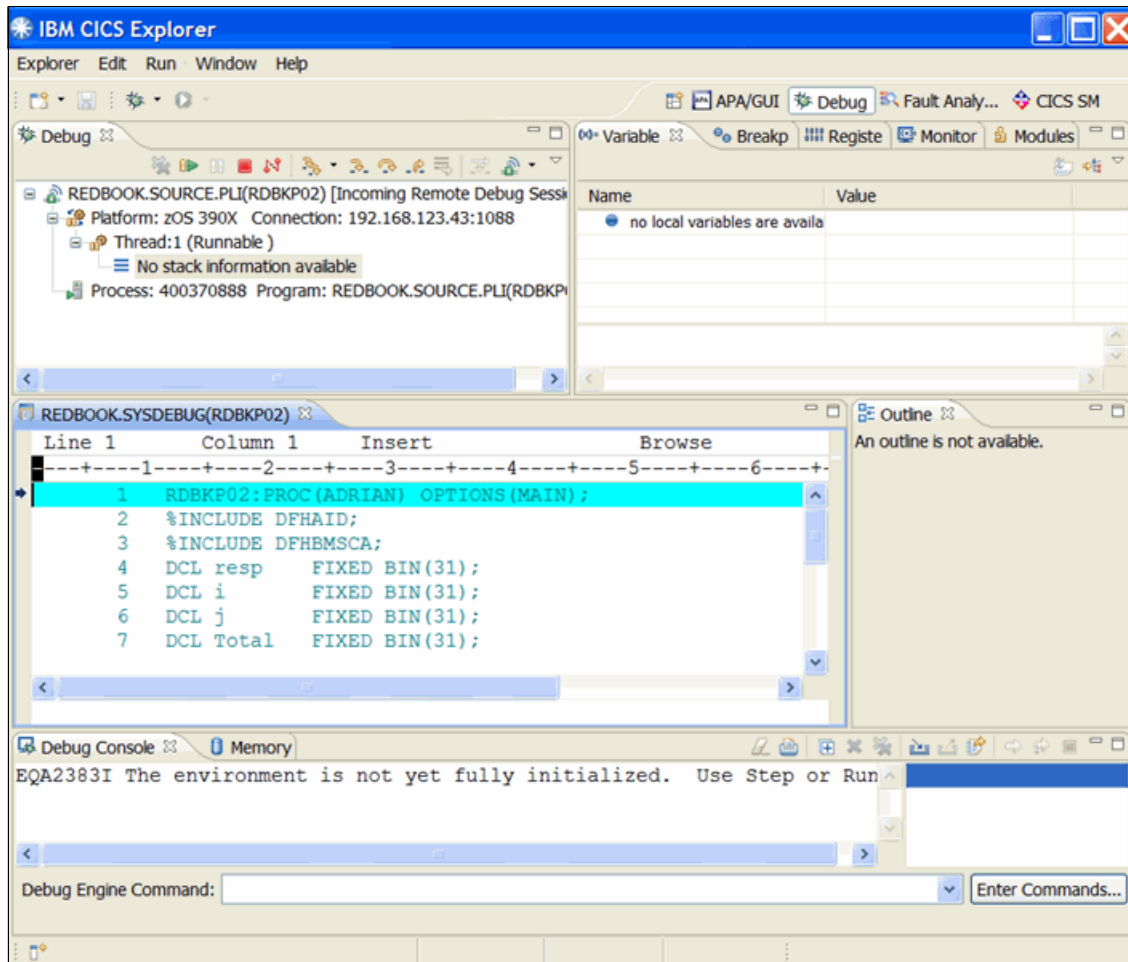 IBM CICS Explorer
Explorer Edit Run Window Help
APA/GUI Debug Fault Analy... CICS SM
Debug
REDBOOK.SOURCE.PLI(RDBKP02) [Incoming Remote Debug Sessi
Platform: zOS 390X Connection: 192.168.123.43:1088
Thread:1 (Runnable )
No stack information available
Process: 400370888 Program: REDBOOK.SOURCE.PLI(RDBKP
(x)= Variable Breakp Registe Monitor Modules
Name Value
no local variables are availa
REDBOOK.SYSDEBUG(RDBKP02)
Line 1 Column 1 Insert Browse
----+----1----+----2----+----3----+----4----+----5----+----6----+-
1 RDBKP02:PROC(ADRIAN) OPTIONS(MAIN);
2 %INCLUDE DFHAID;
3 %INCLUDE DFHBMSCA;
4 DCL resp FIXED BIN(31);
5 DCL i FIXED BIN(31);
6 DCL j FIXED BIN(31);
7 DCL Total FIXED BIN(31);
Outline
An outline is not available.
Debug Console Memory
EQA2383I The environment is not yet fully initialized. Use Step or Run
Debug Engine Command: Enter Commands...